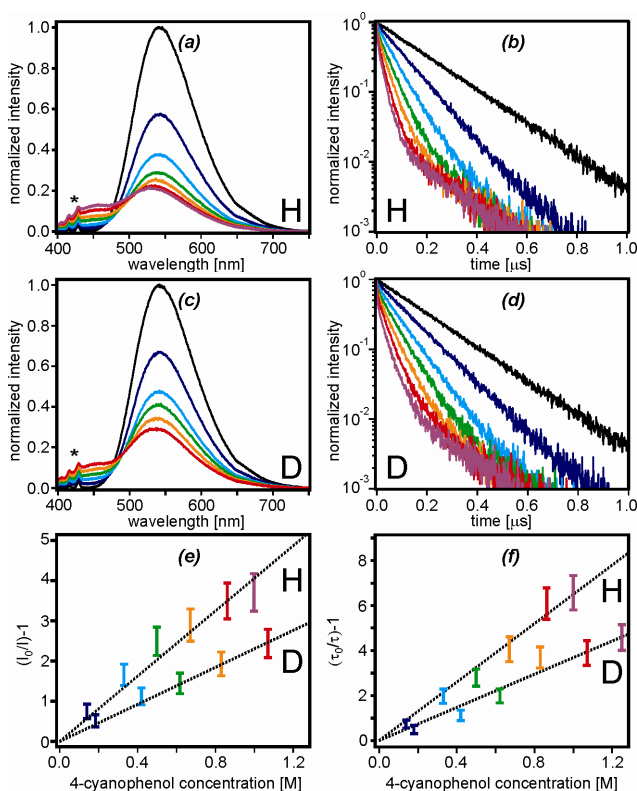 (a)
normalized intensity
1.0
0.8
0.6
0.4
0.2
0.0
*
H
400
500
600
700
wavelength [nm]
(b)
normalized intensity
10^0
10^-1
10^-2
10^-3
H
0.0
0.2
0.4
0.6
0.8
1.0
time [μs]
(c)
normalized intensity
1.0
0.8
0.6
0.4
0.2
0.0
*
D
400
500
600
700
wavelength [nm]
(d)
normalized intensity
10^0
10^-1
10^-2
10^-3
D
0.0
0.2
0.4
0.6
0.8
1.0
time [μs]
(e)
(I₀/I)-1
5
4
3
2
1
0
H
D
0.0
0.4
0.8
1.2
4-cyanophenol concentration [M]
(f)
(τ₀/τ)-1
8
6
4
2
0
H
D
0.0
0.4
0.8
1.2
4-cyanophenol concentration [M]